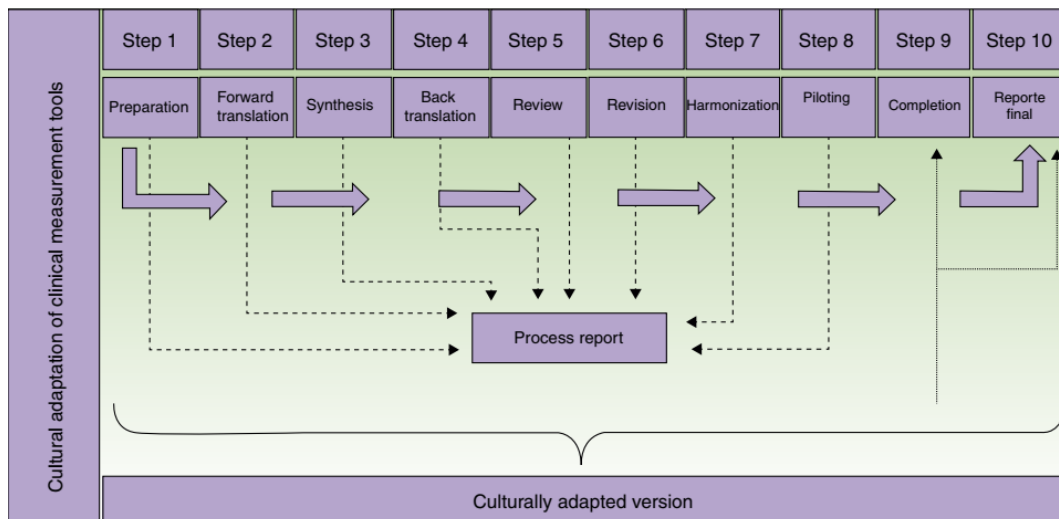 Cultural adaptation of clinical measurement tools
Step 1
Step 2
Step 3
Step 4
Step 5
Step 6
Step 7
Step 8
Step 9
Step 10
Preparation
Forward
translation
Synthesis
Back
translation
Review
Revision
Harmonization
Piloting
Completion
Reporte
final
Process report
Culturally adapted version